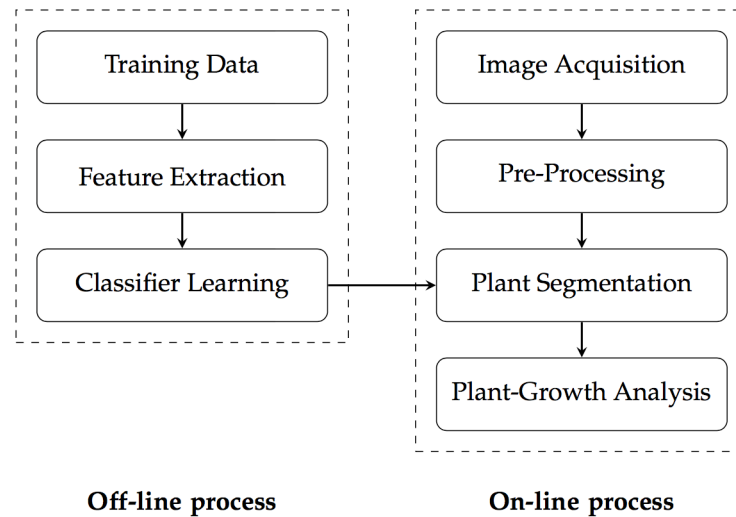 Training Data
Feature Extraction
Classifier Learning
Off-line process
Image Acquisition
Pre-Processing
Plant Segmentation
Plant-Growth Analysis
On-line process